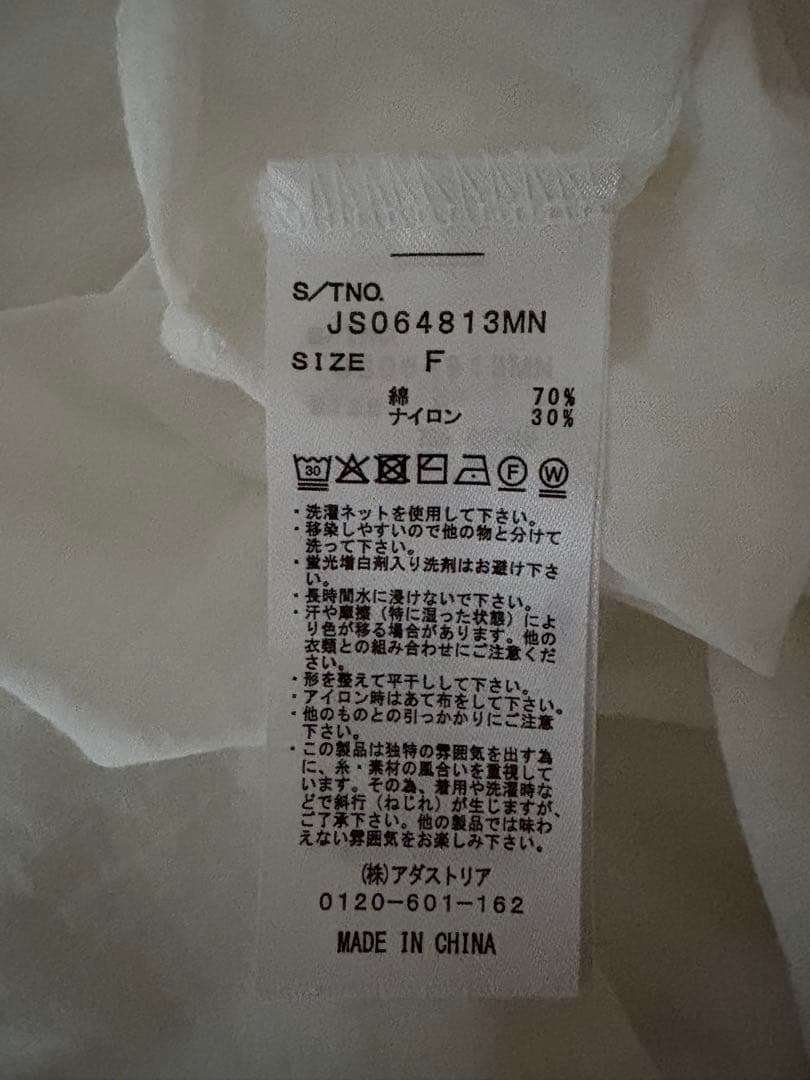 S/TNO.
JS064813MN
SIZE F
綿 70%
ナイロン 30%
30
F
W
・洗濯ネットを使用して下さい。
・移染しやすいので他の物と分けて
洗って下さい。
・蛍光増白剤入り洗剤はお避け下さ
い。
・長時間水に浸けないで下さい。
・汗や摩擦（特に湿った状態）によ
り色が移る場合があります。他の
衣類との組み合わせにご注意くだ
さい。
・形を整えて平干しして下さい。
・アイロン時はあて布をして下さい。
・他のものとの引っかかりにご注意
下さい。
・この製品は独特の雰囲気を出す為
に、糸・素材の風合いを重視して
います。その為、着用や洗濯時な
どで斜行（ねじれ）が生じますが、
ご了承下さい。他の製品では味わ
えない雰囲気をお楽しみ下さい。
(株)アダストリア
0120-601-162
MADE IN CHINA